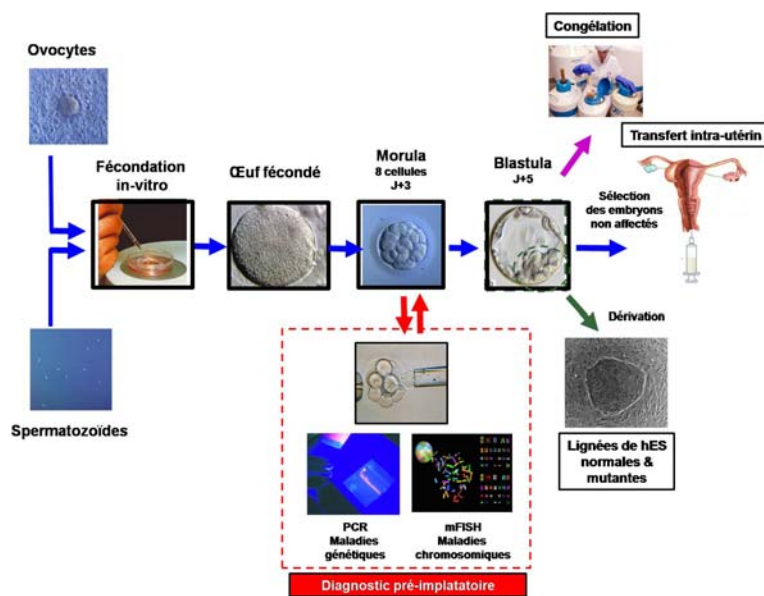 Ovocytes
Fécondation
in-vitro
Œuf fécondé
Morula
8 cellules
J+3
Blastula
J+5
Congélation
Transfert intra-utérin
Sélection
des embryons
non affectés
Dérivation
Lignées de hES
normales &
mutantes
Spermatozoïdes
PCR
Maladies
génétiques
mFISH
Maladies
chromosomiques
Diagnostic pré-implatatoire